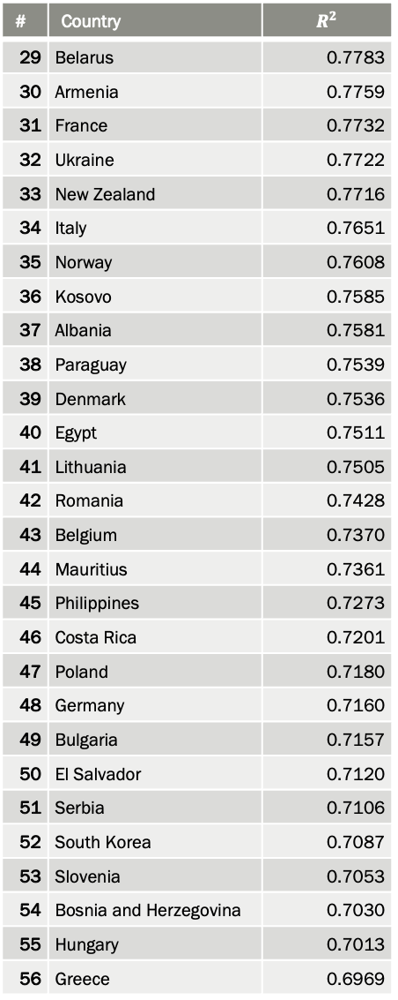 # Country R²
29 Belarus 0.7783
30 Armenia 0.7759
31 France 0.7732
32 Ukraine 0.7722
33 New Zealand 0.7716
34 Italy 0.7651
35 Norway 0.7608
36 Kosovo 0.7585
37 Albania 0.7581
38 Paraguay 0.7539
39 Denmark 0.7536
40 Egypt 0.7511
41 Lithuania 0.7505
42 Romania 0.7428
43 Belgium 0.7370
44 Mauritius 0.7361
45 Philippines 0.7273
46 Costa Rica 0.7201
47 Poland 0.7180
48 Germany 0.7160
49 Bulgaria 0.7157
50 El Salvador 0.7120
51 Serbia 0.7106
52 South Korea 0.7087
53 Slovenia 0.7053
54 Bosnia and Herzegovina 0.7030
55 Hungary 0.7013
56 Greece 0.6969